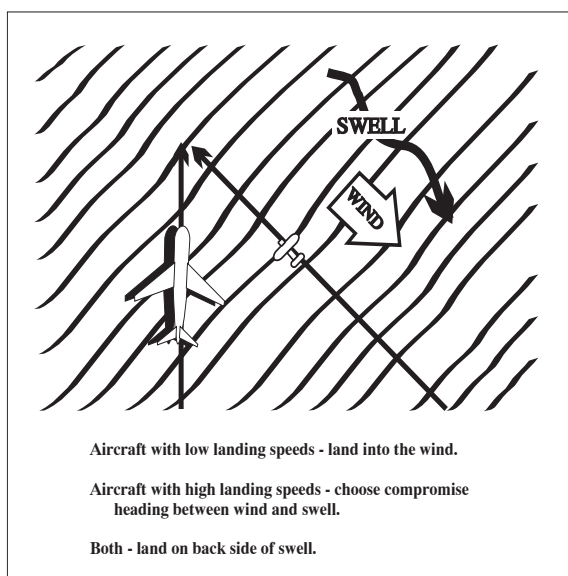 SWELL
WIND
Aircraft with low landing speeds - land into the wind.
Aircraft with high landing speeds - choose compromise
heading between wind and swell.
Both - land on back side of swell.